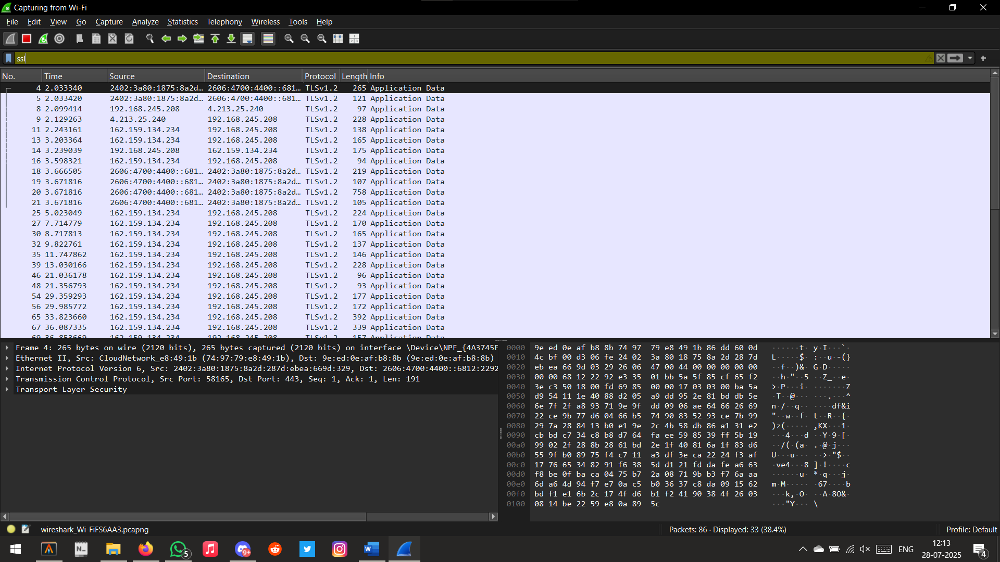 Capturing from Wi-Fi
File Edit View Go Capture Analyze Statistics Telephony Wireless Tools Help
ssl
No. Time Source Destination Protocol Length Info
4 2.033340 2402:3a80:1875:8a2d… 2606:4700:4400::681… TLSv1.2 265 Application Data
5 2.033420 2402:3a80:1875:8a2d… 2606:4700:4400::681… TLSv1.2 121 Application Data
8 2.099414 192.168.245.208 4.213.25.240 TLSv1.2 97 Application Data
9 2.129263 4.213.25.240 192.168.245.208 TLSv1.2 228 Application Data
11 2.243161 162.159.134.234 192.168.245.208 TLSv1.2 138 Application Data
13 3.203364 162.159.134.234 192.168.245.208 TLSv1.2 165 Application Data
14 3.239039 192.168.245.208 162.159.134.234 TLSv1.2 175 Application Data
16 3.598321 162.159.134.234 192.168.245.208 TLSv1.2 94 Application Data
18 3.666505 2606:4700:4400::681… 2402:3a80:1875:8a2d… TLSv1.2 219 Application Data
19 3.671816 2606:4700:4400::681… 2402:3a80:1875:8a2d… TLSv1.2 107 Application Data
20 3.671816 2606:4700:4400::681… 2402:3a80:1875:8a2d… TLSv1.2 758 Application Data
21 3.671816 2606:4700:4400::681… 2402:3a80:1875:8a2d… TLSv1.2 105 Application Data
25 5.023049 162.159.134.234 192.168.245.208 TLSv1.2 224 Application Data
27 7.714779 162.159.134.234 192.168.245.208 TLSv1.2 170 Application Data
30 8.717813 162.159.134.234 192.168.245.208 TLSv1.2 165 Application Data
32 9.822761 162.159.134.234 192.168.245.208 TLSv1.2 137 Application Data
35 11.747862 162.159.134.234 192.168.245.208 TLSv1.2 146 Application Data
39 13.030166 162.159.134.234 192.168.245.208 TLSv1.2 228 Application Data
46 21.036178 162.159.134.234 192.168.245.208 TLSv1.2 96 Application Data
48 21.356793 162.159.134.234 192.168.245.208 TLSv1.2 93 Application Data
54 29.359293 162.159.134.234 192.168.245.208 TLSv1.2 177 Application Data
56 29.985772 162.159.134.234 192.168.245.208 TLSv1.2 172 Application Data
65 33.823660 162.159.134.234 192.168.245.208 TLSv1.2 392 Application Data
67 36.087335 162.159.134.234 192.168.245.208 TLSv1.2 339 Application Data
69 36.853669 162.159.134.234 192.168.245.208 TLSv1.2 157 Application Data
Frame 4: 265 bytes on wire (2120 bits), 265 bytes captured (2120 bits) on interface \Device\NPF_{4A3745F
Ethernet II, Src: CloudNetwork_e8:49:1b (74:97:79:e8:49:1b), Dst: 9e:ed:0e:af:b8:8b (9e:ed:0e:af:b8:8b)
Internet Protocol Version 6, Src: 2402:3a80:1875:8a2d:287d:ebea:669d:329, Dst: 2606:4700:4400::6812:2292
Transmission Control Protocol, Src Port: 58165, Dst Port: 443, Seq: 1, Ack: 1, Len: 191
Transport Layer Security
0000 9e ed 0e af b8 8b 74 97 79 e8 49 1b 86 dd 60 0d ······t· y·I···`·
0010 4c bf 00 d3 06 fe 24 02 3a 80 18 75 8a 2d 28 7d L·····$· :··u·-(}
0020 eb ea 66 9d 03 29 26 06 47 00 44 00 00 00 00 00 ··f··)&· G·D·····
0030 00 00 68 12 22 92 e3 35 01 bb 5a 5f 85 cf 65 f2 ··h·"··5 ··Z_··e·
0040 3e c3 50 18 00 fd 69 85 00 00 17 03 03 00 ba 5a >·P···i· ·······Z
0050 d9 54 11 1e 40 88 d2 05 a9 dd 95 2e 81 bd db 5e ·T··@··· ···.···^
0060 6e 7f 2f a8 93 71 9e 9f dd 09 06 ae 64 66 26 69 n·/··q·· ····df&i
0070 22 ce 9b 77 d6 04 66 b5 74 90 83 52 93 ce 7b 99 "··w··f· t··R··{·
0080 29 7a 28 84 13 b0 e1 9e 2c 4b 58 db 86 a1 31 e2 )z(····· ,KX···1·
0090 cb bd c7 34 c8 b8 d7 64 fa ee 59 85 39 ff 5b 19 ···4···d ··Y·9·[·
00a0 99 02 2f 28 8b 28 61 bd 2e 1f 40 81 6a 1f 83 d6 ··/(·(a· .·@·j···
00b0 55 9f b0 89 75 f4 c7 11 a3 df 3e ca 22 24 f3 af U···u··· ··>·"$··
00c0 17 76 65 34 82 91 f6 38 5d d1 21 fd da fe a6 63 ·ve4···8 ]·!····c
00d0 f8 be 0f ba ca 04 75 b7 2a 08 71 9b b3 f7 6a aa ······u· *·q···j·
00e0 6d a6 4d 94 f7 e7 0a c5 b0 36 37 c8 da 09 15 62 m·M····· ·67····b
00f0 bd f1 e1 6b 2c 17 4f d6 b1 f2 41 90 38 4f 26 03 ···k,·O· ··A·8O&·
0100 08 14 be 22 59 e8 0a 89 5c ···"Y··· \
wireshark_Wi-FiFS6AA3.pcapng Packets: 86 · Displayed: 33 (38.4%) Profile: Default
N..
5
9+
W
ENG
12:13
28-07-2025
4